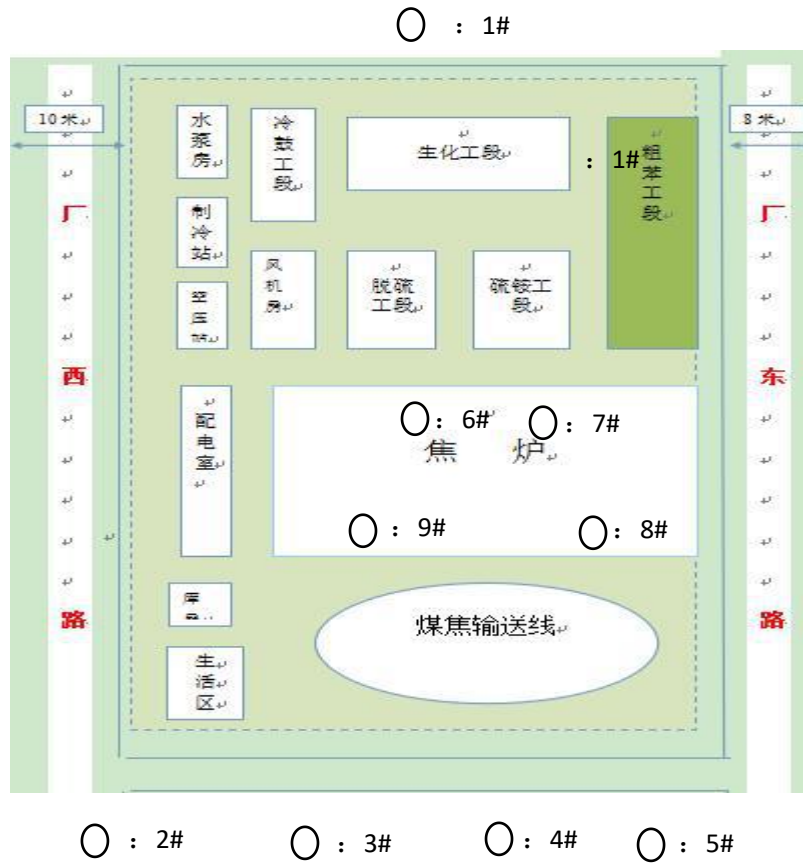 ○ : 1#
10米
8米
水泵房
冷鼓工段
生化工段
: 1#
粗苯工段
制冷站
风机房
脱硫工段
硫铵工段
空压站
厂西路
厂东路
配电室
○: 6#
○: 7#
焦 炉
○ : 9#
○: 8#
煤焦输送线
生活区
○ : 2#
○ : 3#
○ : 4#
○ : 5#